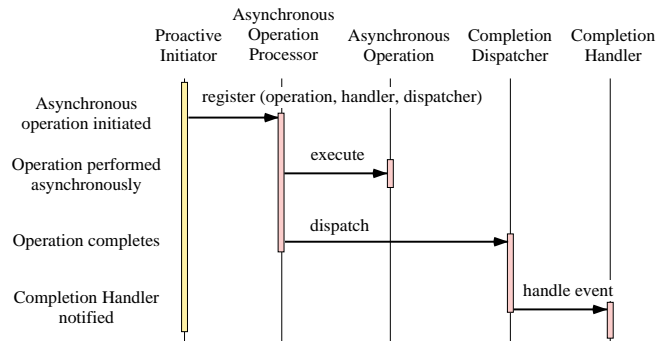 Proactive
Initiator
Asynchronous
Operation
Processor
Asynchronous
Operation
Completion
Dispatcher
Completion
Handler
Asynchronous
operation initiated
register (operation, handler, dispatcher)
Operation performed
asynchronously
execute
Operation completes
dispatch
Completion Handler
notified
handle event